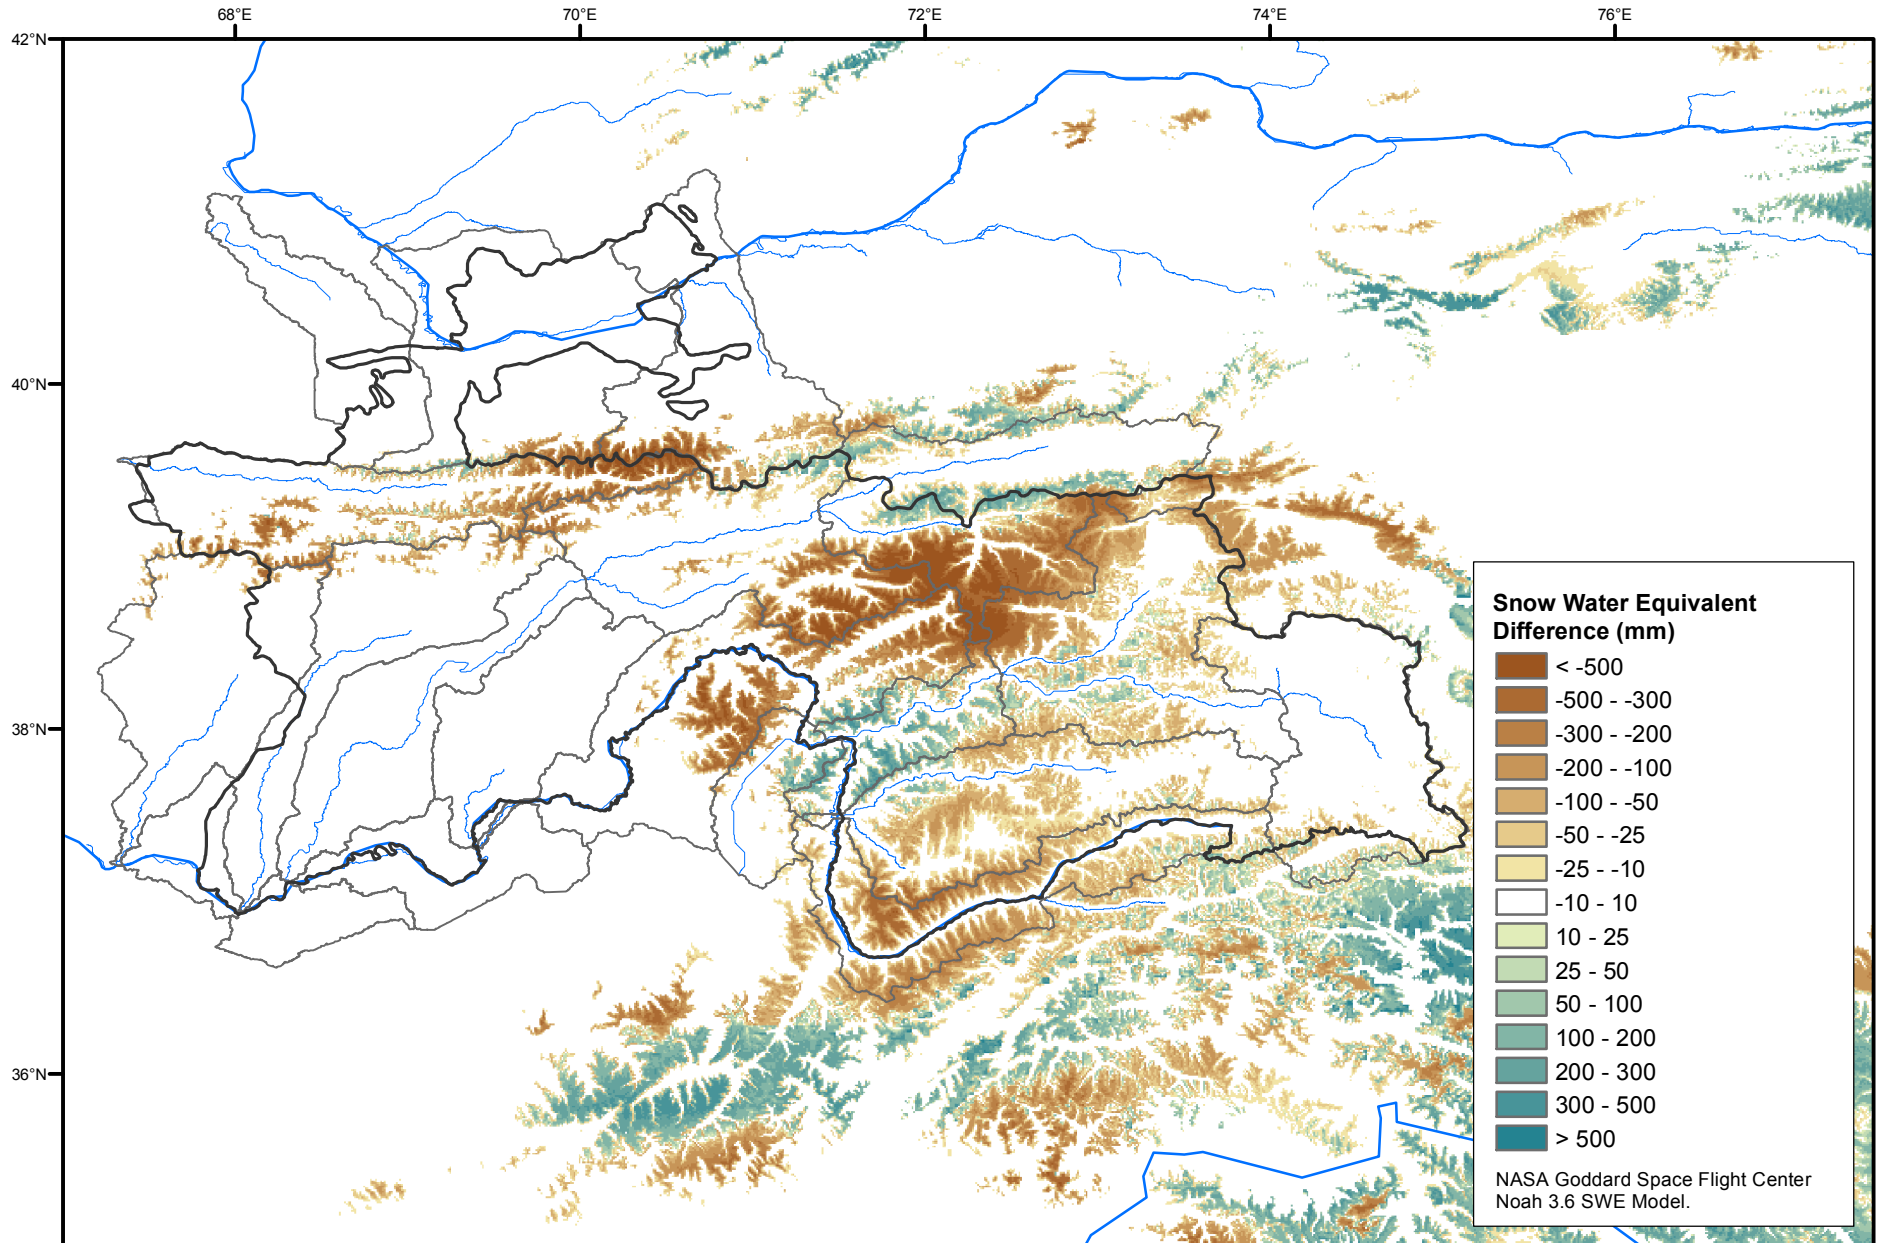 68°E
70°E
72°E
74°E
76°E
42°N
40°N
38°N
36°N
Snow Water Equivalent
Difference (mm)
< -500
-500 - -300
-300 - -200
-200 - -100
-100 - -50
-50 - -25
-25 - -10
-10 - 10
10 - 25
25 - 50
50 - 100
100 - 200
200 - 300
300 - 500
> 500
NASA Goddard Space Flight Center
Noah 3.6 SWE Model.